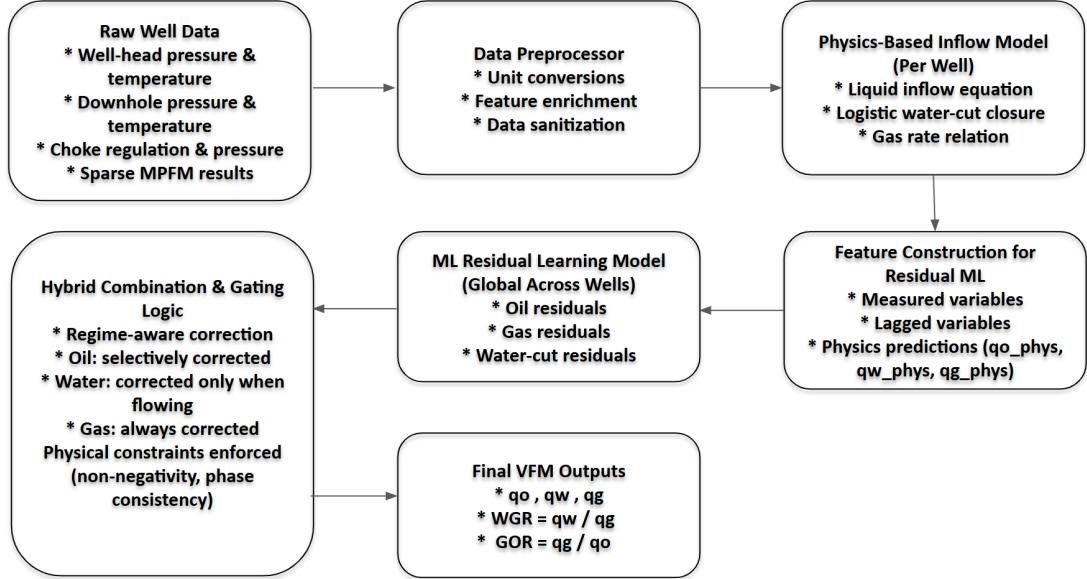 Raw Well Data
* Well-head pressure &
temperature
* Downhole pressure &
temperature
* Choke regulation & pressure
* Sparse MPFM results
Data Preprocessor
* Unit conversions
* Feature enrichment
* Data sanitization
Physics-Based Inflow Model
(Per Well)
* Liquid inflow equation
* Logistic water-cut closure
* Gas rate relation
Feature Construction for
Residual ML
* Measured variables
* Lagged variables
* Physics predictions (qo_phys,
qw_phys, qg_phys)
ML Residual Learning Model
(Global Across Wells)
* Oil residuals
* Gas residuals
* Water-cut residuals
Hybrid Combination & Gating
Logic
* Regime-aware correction
* Oil: selectively corrected
* Water: corrected only when
flowing
* Gas: always corrected
Physical constraints enforced
(non-negativity, phase
consistency)
Final VFM Outputs
* qo , qw , qg
* WGR = qw / qg
* GOR = qg / qo